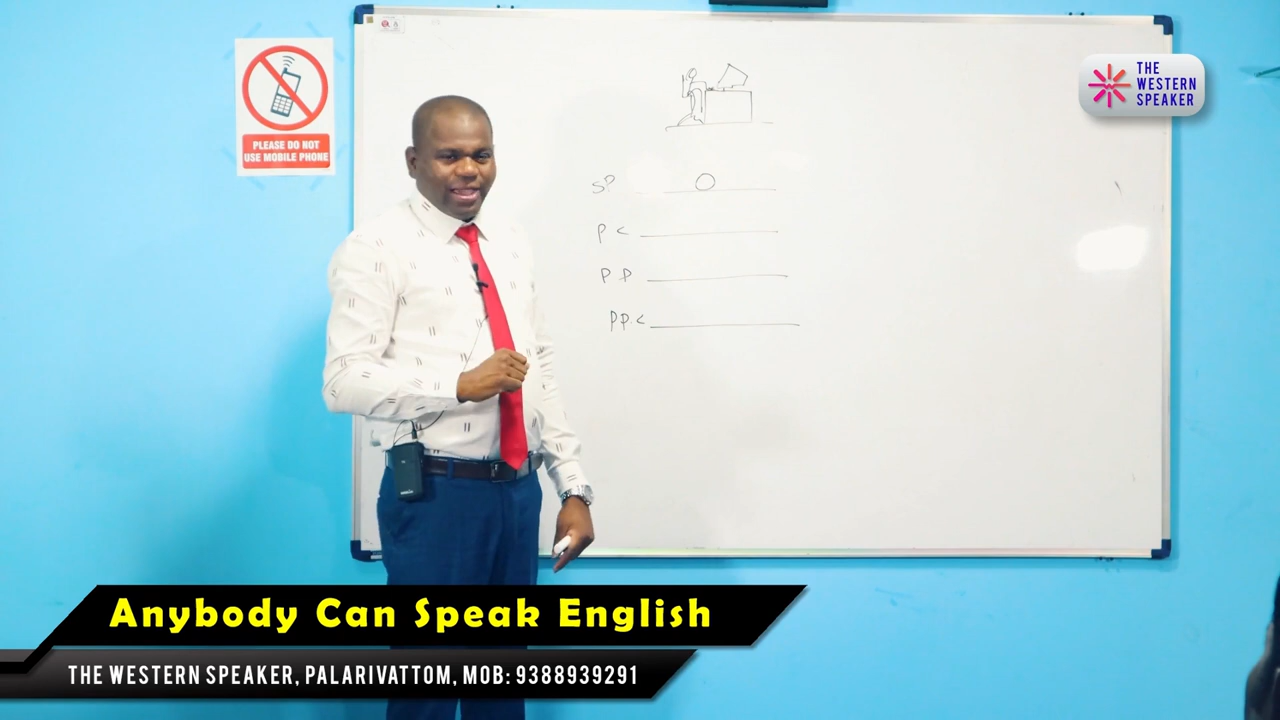 PLEASE DO NOT
USE MOBILE PHONE
THE
WESTERN
SPEAKER
SP
P C
P P
PP.C
Anybody Can Speak English
THE WESTERN SPEAKER, PALARIVATTOM, MOB: 9388939291